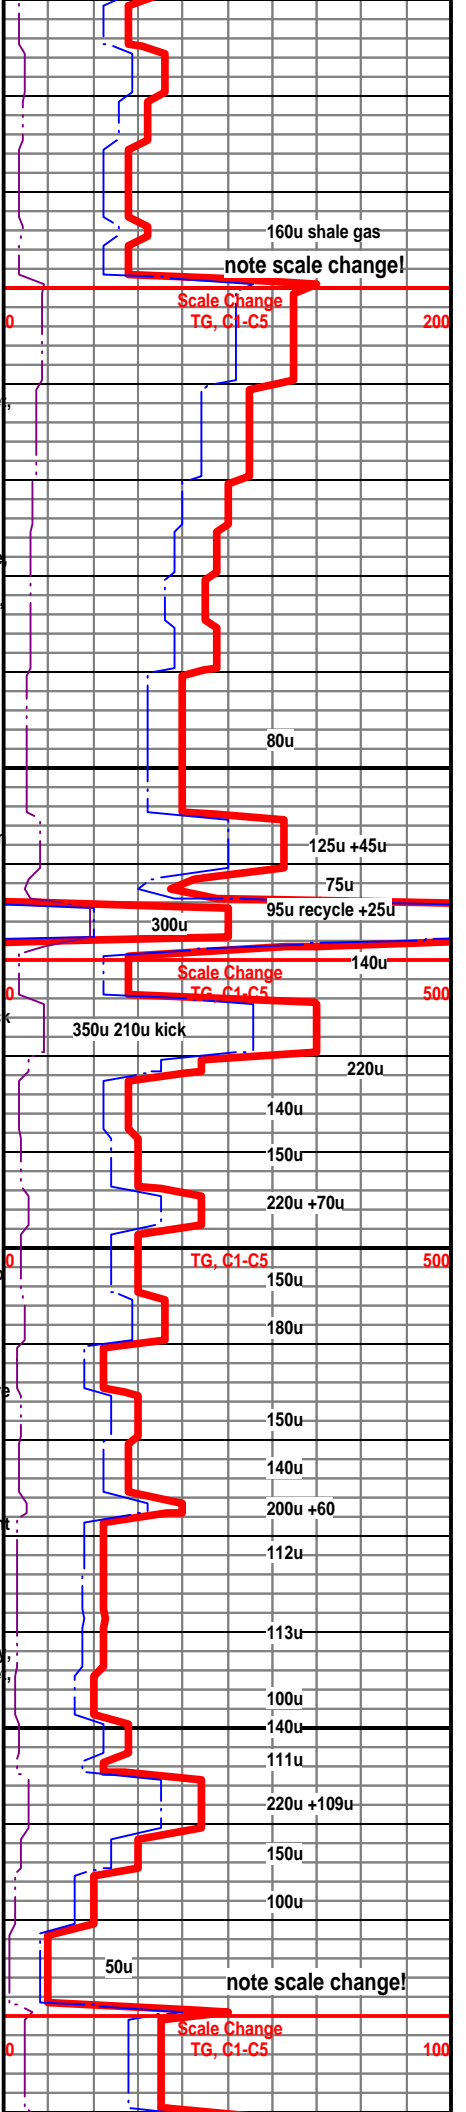 160u shale gas
note scale change!
Scale Change
0 TG, C1-C5 200
80u
125u +45u
75u
95u recycle +25u
300u
140u
Scale Change
0 TG, C1-C5 500
350u 210u kick
220u
140u
150u
220u +70u
0 TG, C1-C5 500
150u
180u
150u
140u
200u +60
112u
113u
100u
140u
111u
220u +109u
150u
100u
50u
note scale change!
Scale Change
0 TG, C1-C5 100